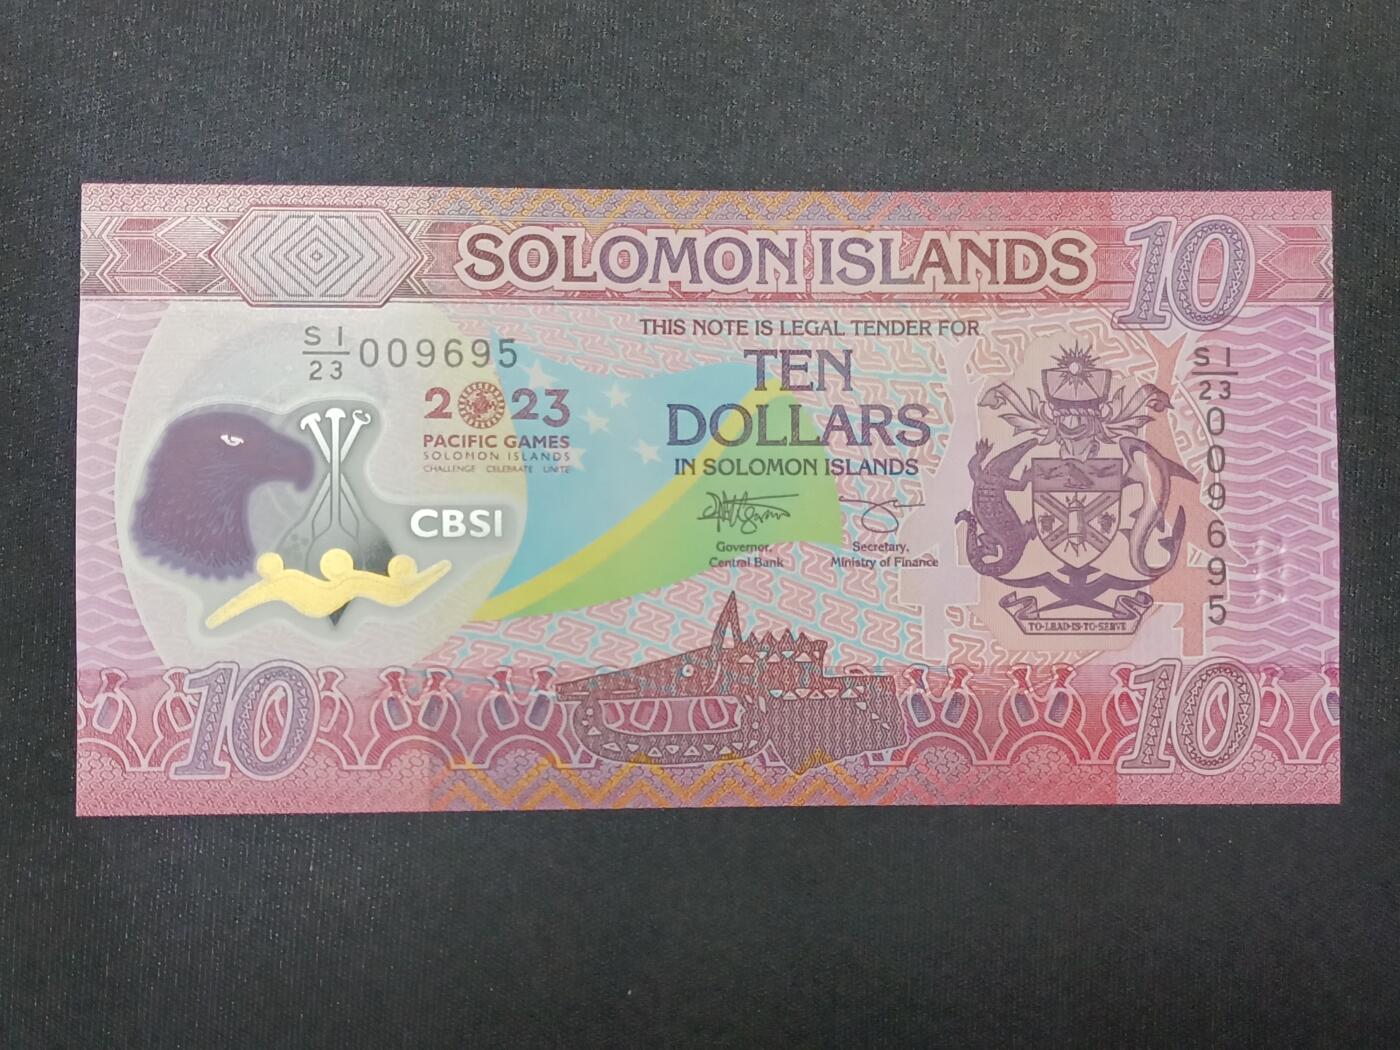 SOLOMON ISLANDS
10
THIS NOTE IS LEGAL TENDER FOR
TEN
DOLLARS
IN SOLOMON ISLANDS
Governor,
Central Bank
Secretary,
Ministry of Finance
SI
23 009695
2023
PACIFIC GAMES
SOLOMON ISLANDS
CHALLENGE CELEBRATE UNITE
CBSI
SI
23
009695
TO·LEAD·IS·TO·SERVE
10
10